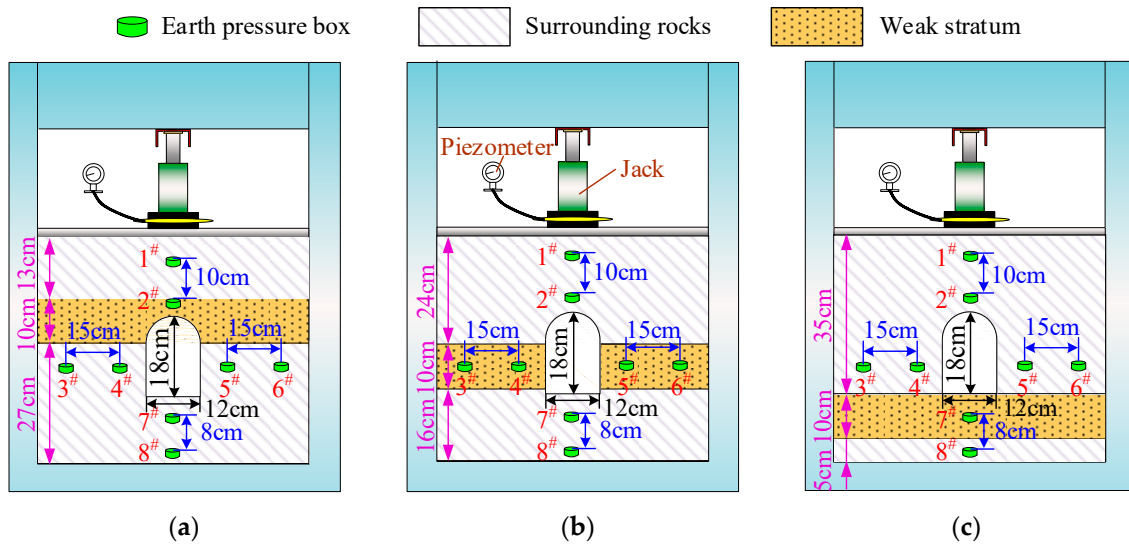 Earth pressure box Surrounding rocks Weak stratum
13cm
10cm
27cm
1#
10cm
2#
15cm 15cm
3# 4# 5# 6#
18cm
12cm
7#
8cm
8#
(a)
Piezometer
Jack
24cm
10cm
16cm
1#
10cm
2#
15cm 15cm
3# 4# 5# 6#
18cm
12cm
7#
8cm
8#
(b)
35cm
10cm
5cm
1#
10cm
2#
15cm 15cm
3# 4# 5# 6#
18cm
12cm
7#
8cm
8#
(c)